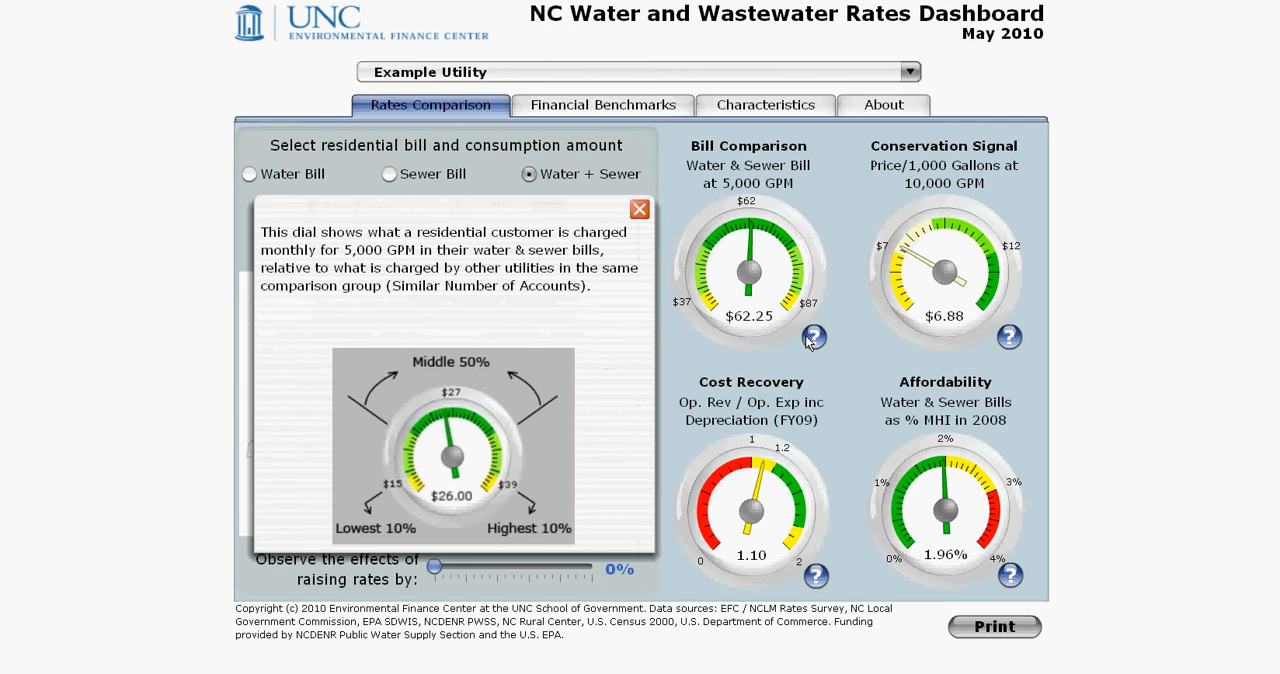 UNC
ENVIRONMENTAL FINANCE CENTER
NC Water and Wastewater Rates Dashboard
May 2010
Example Utility
Rates Comparison
Financial Benchmarks
Characteristics
About
Select residential bill and consumption amount
Water Bill
Sewer Bill
Water + Sewer
This dial shows what a residential customer is charged
monthly for 5,000 GPM in their water & sewer bills,
relative to what is charged by other utilities in the same
comparison group (Similar Number of Accounts).
Middle 50%
$27
$15
$39
$26.00
Lowest 10%
Highest 10%
Observe the effects of
raising rates by:
0%
Bill Comparison
Water & Sewer Bill
at 5,000 GPM
$62
$37
$87
$62.25
?
Conservation Signal
Price/1,000 Gallons at
10,000 GPM
$7
$12
$6.88
?
Cost Recovery
Op. Rev / Op. Exp inc
Depreciation (FY09)
1
1.2
0
2
1.10
?
Affordability
Water & Sewer Bills
as % MHI in 2008
2%
1%
3%
0%
4%
1.96%
?
Copyright (c) 2010 Environmental Finance Center at the UNC School of Government. Data sources: EFC / NCLM Rates Survey, NC Local
Government Commission, EPA SDWIS, NCDENR PWSS, NC Rural Center, U.S. Census 2000, U.S. Department of Commerce. Funding
provided by NCDENR Public Water Supply Section and the U.S. EPA.
Print